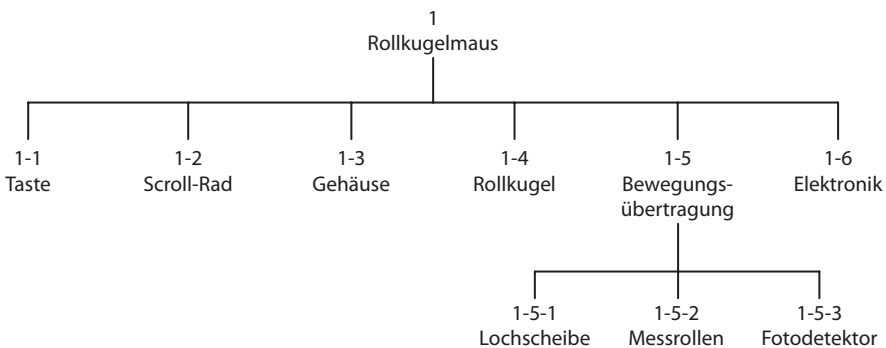 1
Rollkugelmaus
1-1
Taste
1-2
Scroll-Rad
1-3
Gehäuse
1-4
Rollkugel
1-5
Bewegungs-
übertragung
1-6
Elektronik
1-5-1
Lochscheibe
1-5-2
Messrollen
1-5-3
Fotodetektor